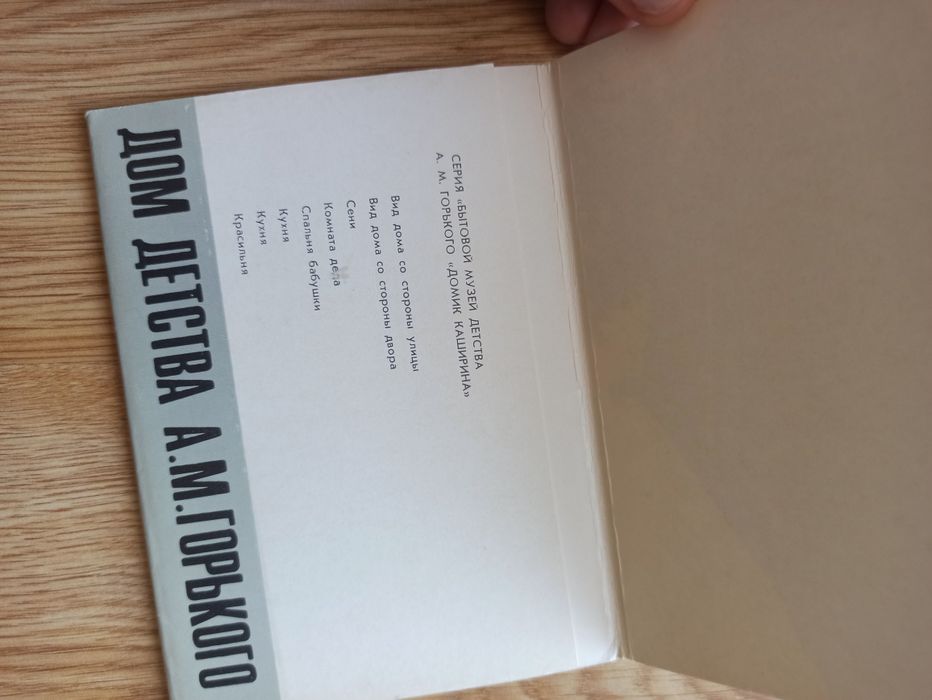 СЕРИЯ «БЫТОВОЙ МУЗЕЙ ДЕТСТВА
А. М. ГОРЬКОГО «ДОМИК КАШИРИНА»
Вид дома со стороны улицы
Вид дома со стороны двора
Сени
Комната деда
Спальня бабушки
Кухня
Кухня
Красильня
ДОМ ДЕТСТВА А.М.ГОРЬКОГО